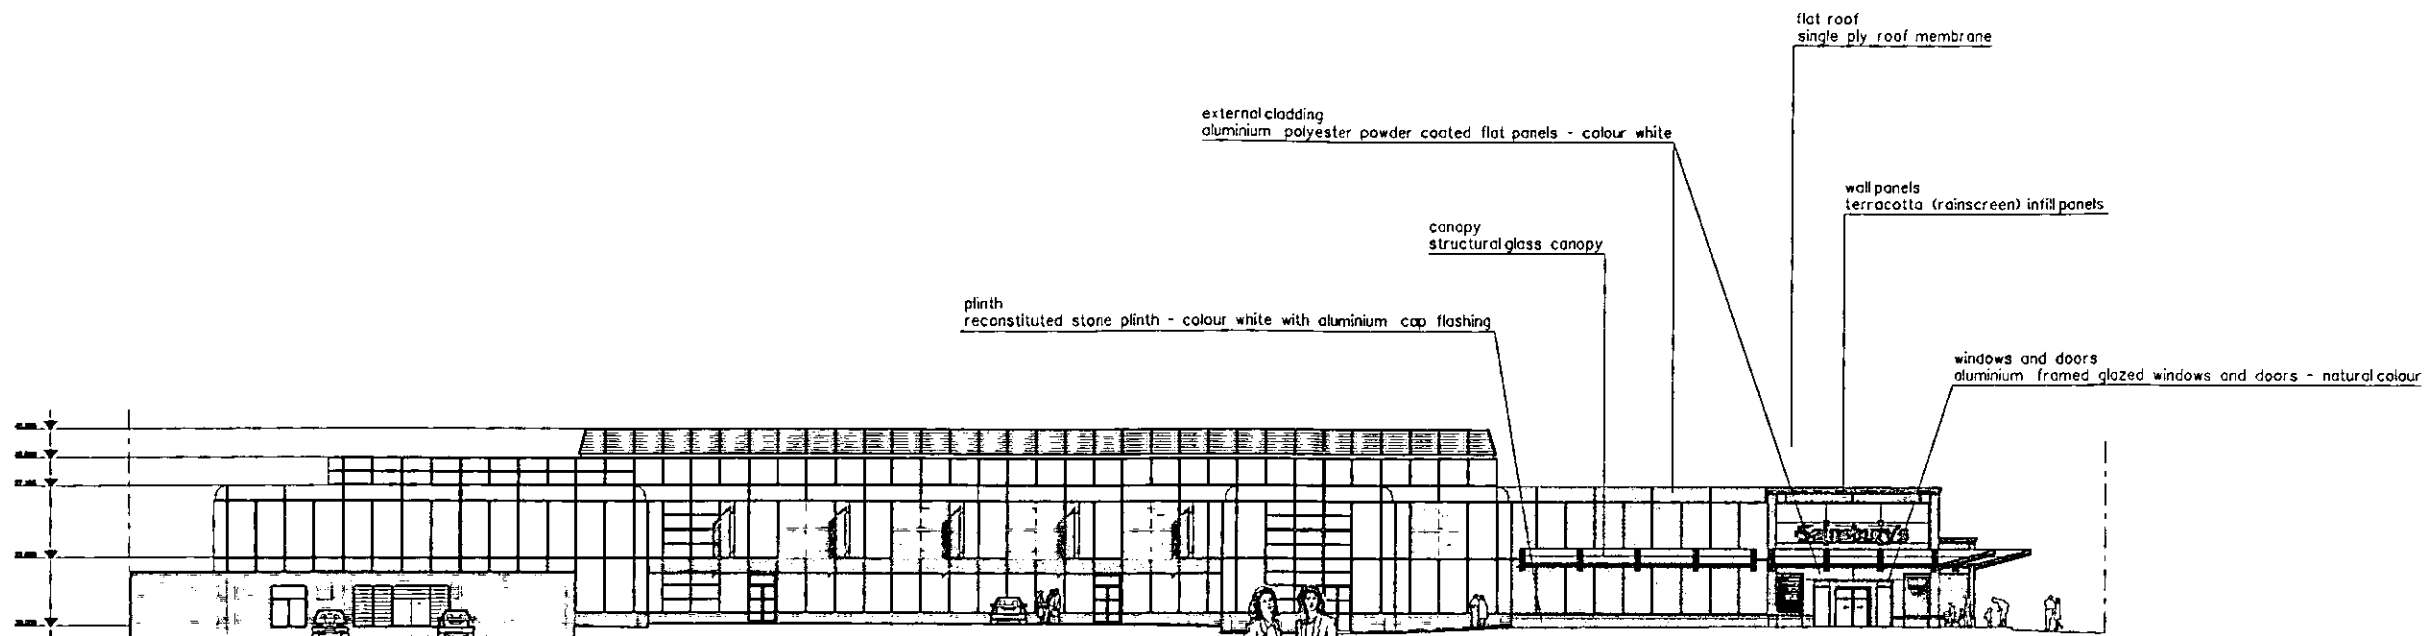 flat roof
single ply roof membrane
external cladding
aluminium polyester powder coated flat panels - colour white
wall panels
terracotta (rainscreen) infill panels
canopy
structural glass canopy
plinth
reconstituted stone plinth - colour white with aluminium cap flashing
windows and doors
aluminium framed glazed windows and doors - natural colour
Sainsbury's